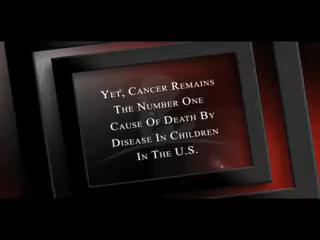 Yet, Cancer Remains
The Number One
Cause Of Death By
Disease In Children
In The U.S.